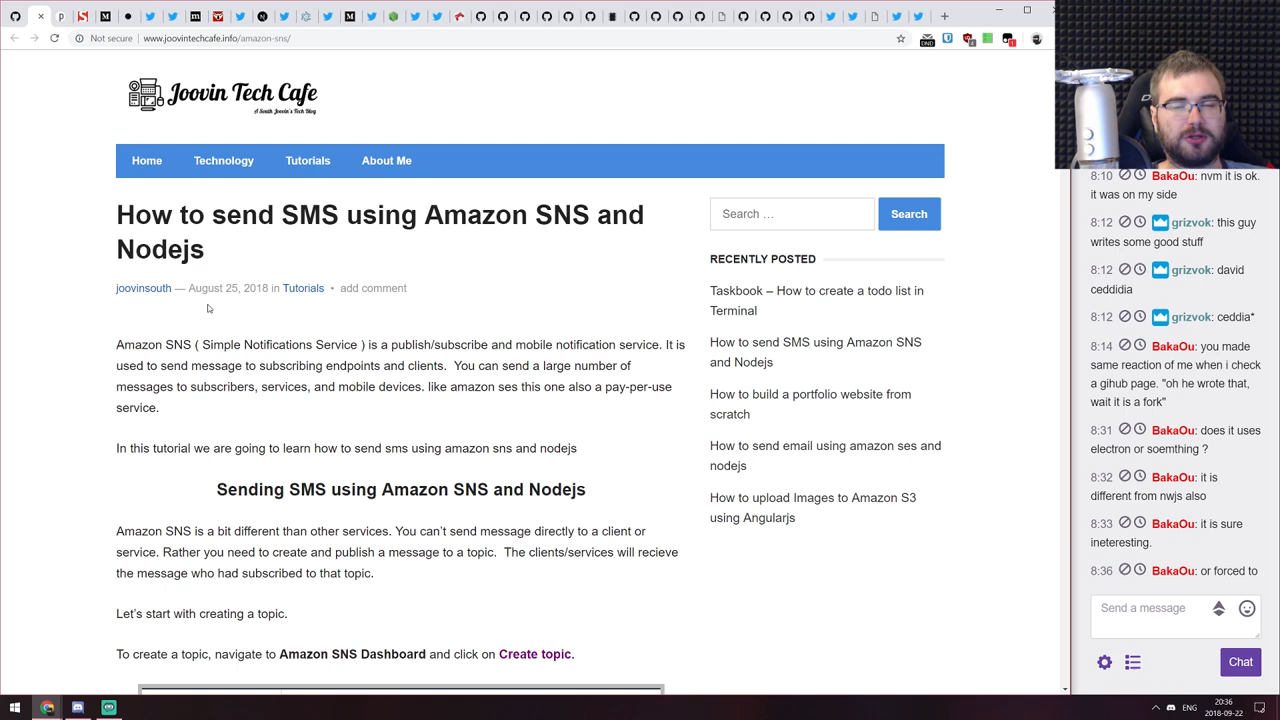 Not secure
www.joovintechcafe.info/amazon-sns/
Joovin Tech Cafe
A South Joovin's Tech Blog
Home
Technology
Tutorials
About Me
How to send SMS using Amazon SNS and
Nodejs
joovinsouth — August 25, 2018 in Tutorials • add comment
Amazon SNS ( Simple Notifications Service ) is a publish/subscribe and mobile notification service. It is
used to send message to subscribing endpoints and clients.  You can send a large number of
messages to subscribers, services, and mobile devices. like amazon ses this one also a pay-per-use
service.
In this tutorial we are going to learn how to send sms using amazon sns and nodejs
Sending SMS using Amazon SNS and Nodejs
Amazon SNS is a bit different than other services. You can't send message directly to a client or
service. Rather you need to create and publish a message to a topic.  The clients/services will recieve
the message who had subscribed to that topic.
Let's start with creating a topic.
To create a topic, navigate to Amazon SNS Dashboard and click on Create topic.
Search …
Search
RECENTLY POSTED
Taskbook – How to create a todo list in
Terminal
How to send SMS using Amazon SNS
and Nodejs
How to build a portfolio website from
scratch
How to send email using amazon ses and
nodejs
How to upload Images to Amazon S3
using Angularjs
8:10 BakaOu: nvm it is ok.
it was on my side
8:12 grizvok: this guy
writes some good stuff
8:12 grizvok: david
ceddidia
8:12 grizvok: ceddia*
8:14 BakaOu: you made
same reaction of me when i check
a gihub page. "oh he wrote that,
wait it is a fork"
8:31 BakaOu: does it uses
electron or soemthing ?
8:32 BakaOu: it is
different from nwjs also
8:33 BakaOu: it is sure
ineteresting.
8:36 BakaOu: or forced to
Send a message
Chat
ENG
20:36
2018-09-22